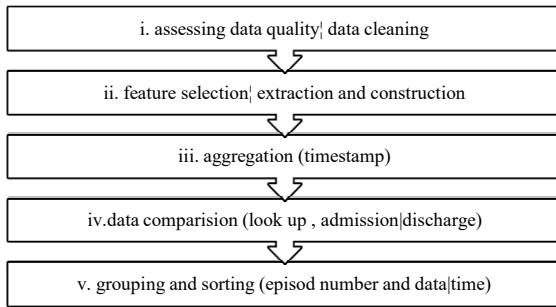 i. assessing data quality¦ data cleaning
ii. feature selection¦ extraction and construction
iii. aggregation (timestamp)
iv.data comparision (look up , admission|discharge)
v. grouping and sorting (episod number and data|time)